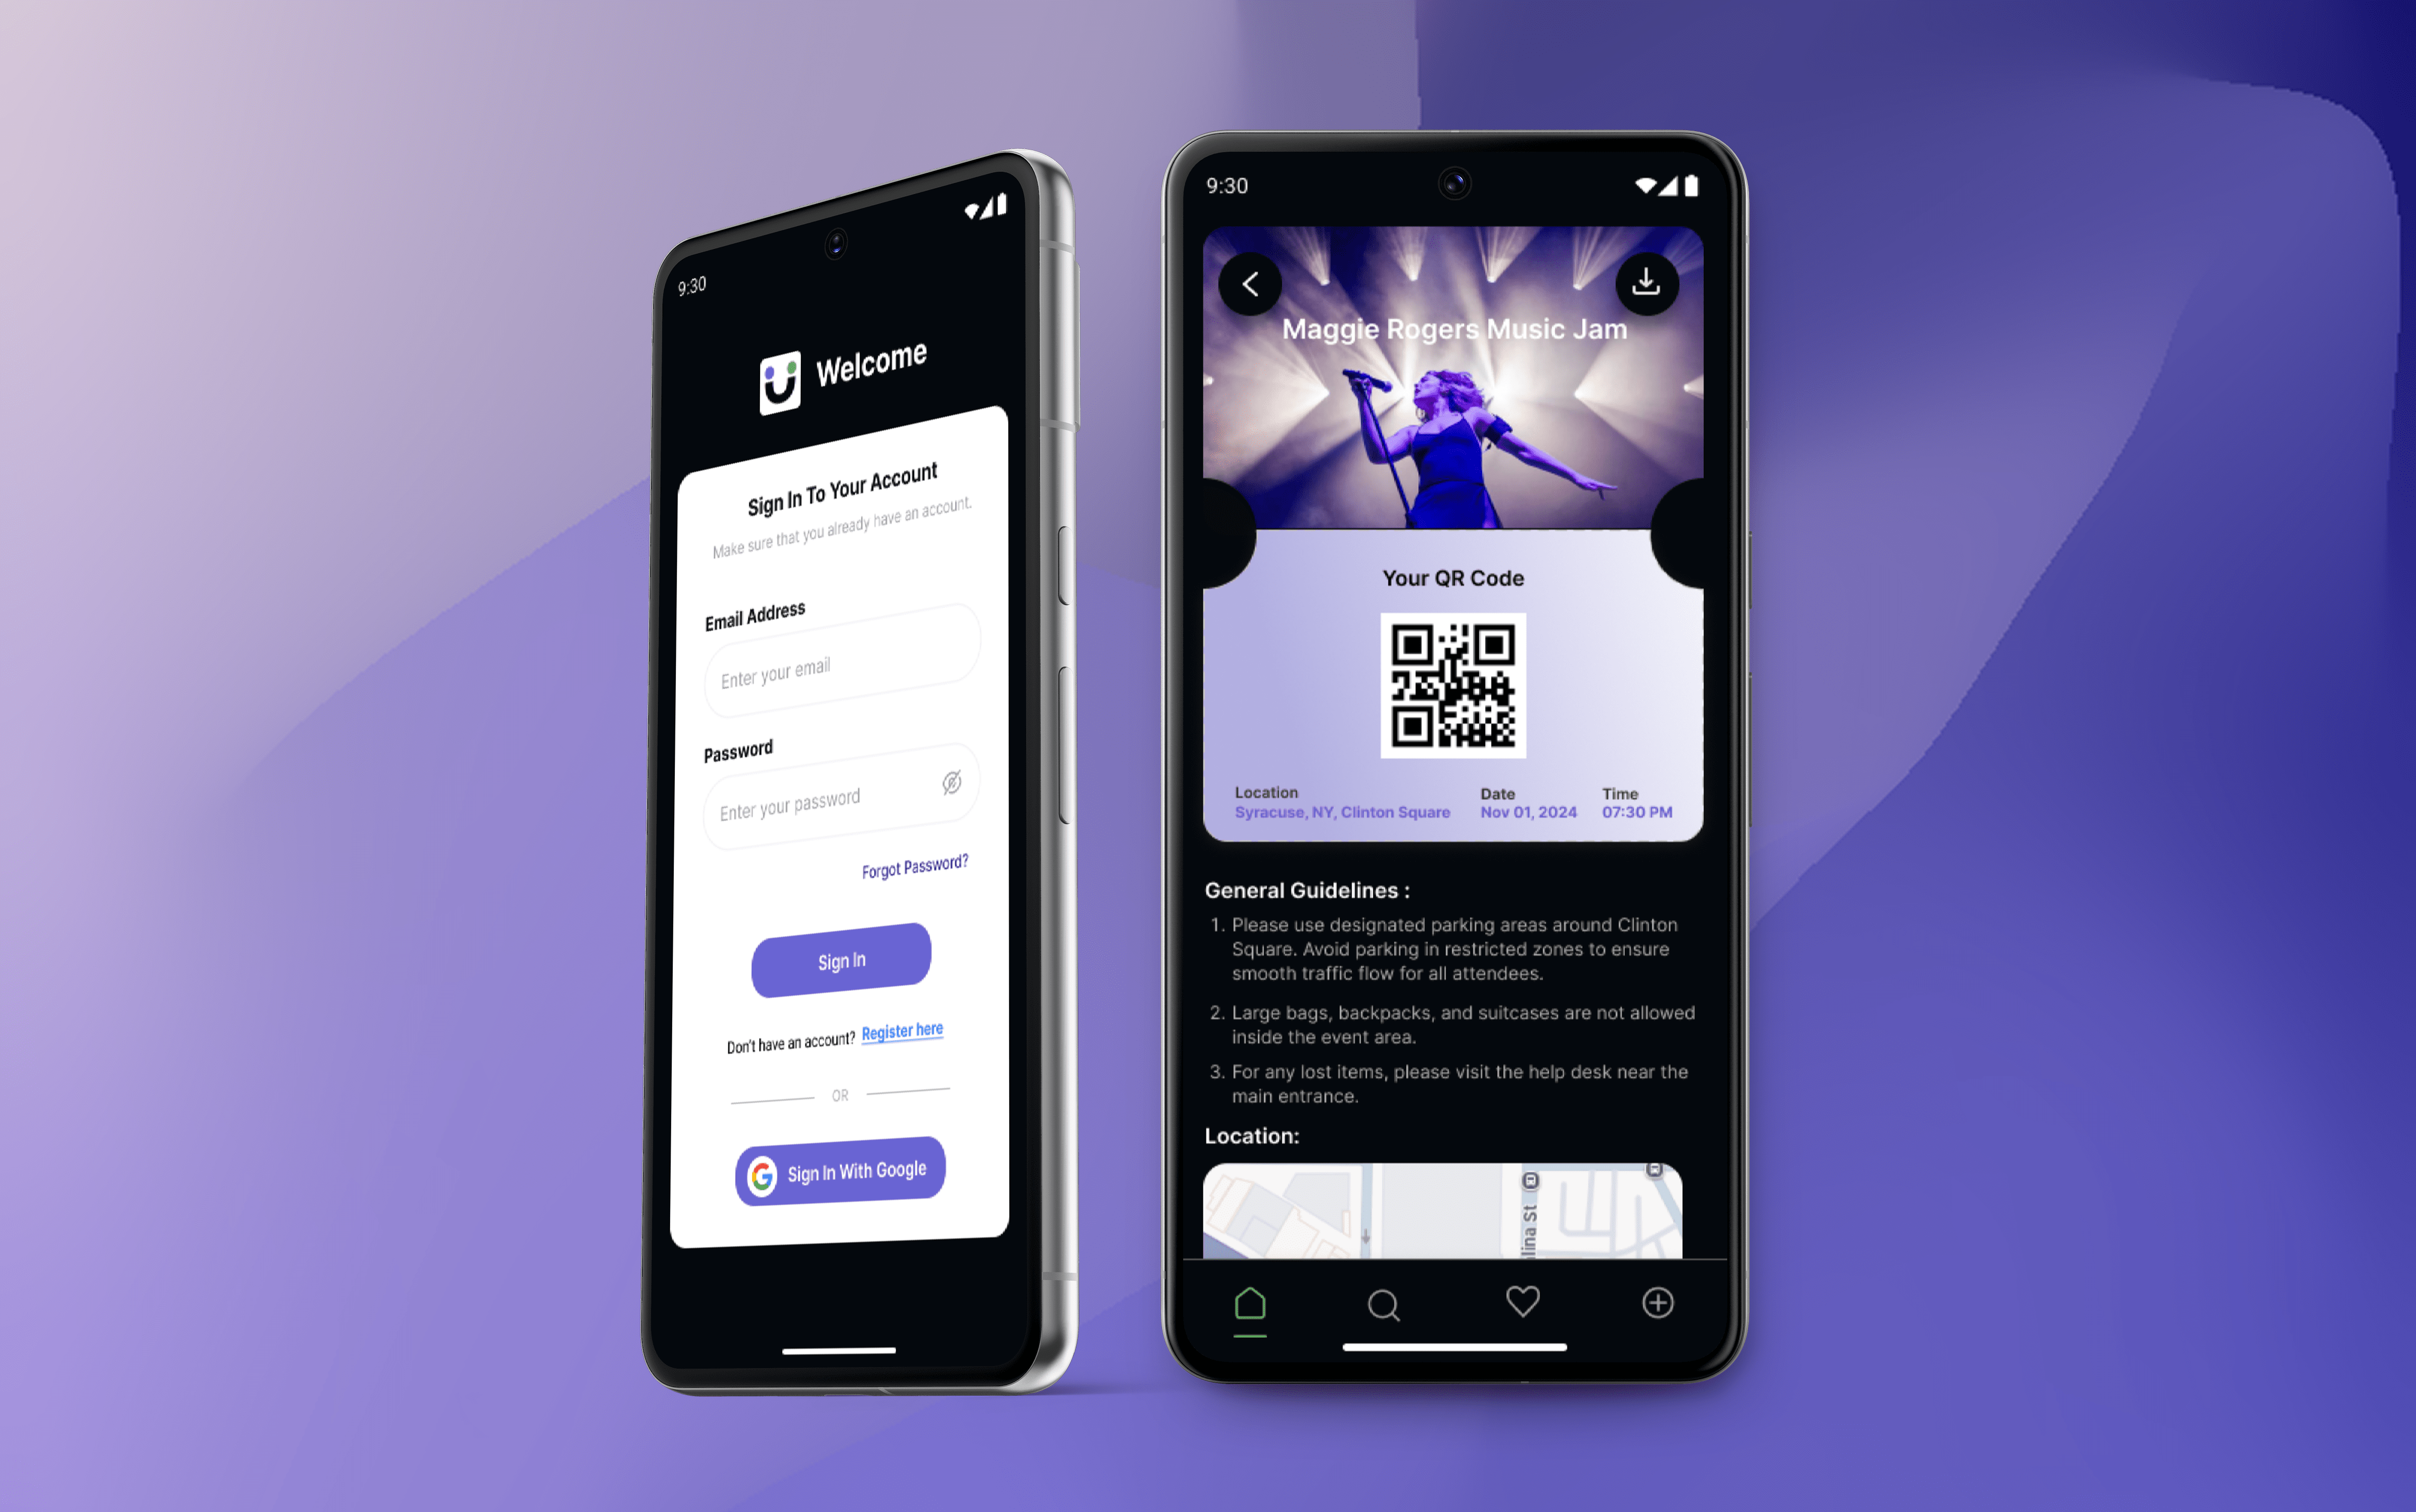 9:30
Welcome
Sign In To Your Account
Make sure that you already have an account.
Email Address
Enter your email
Password
Enter your password
Forgot Password?
Sign In
Don't have an account? Register here
OR
Sign In With Google
9:30
Maggie Rogers Music Jam
Your QR Code
Location Date Time
Syracuse, NY, Clinton Square Nov 01, 2024 07:30 PM
General Guidelines :
1. Please use designated parking areas around Clinton
Square. Avoid parking in restricted zones to ensure
smooth traffic flow for all attendees.
2. Large bags, backpacks, and suitcases are not allowed
inside the event area.
3. For any lost items, please visit the help desk near the
main entrance.
Location:
lina St